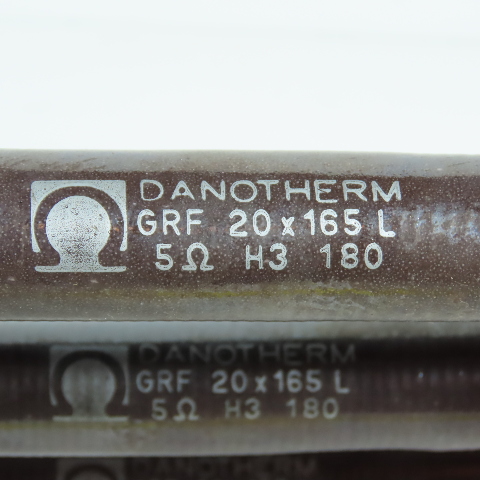 DANOTHERM
GRF 20x165 L
5Ω H3 180
DANOTHERM
GRF 20x165 L
5Ω H3 180